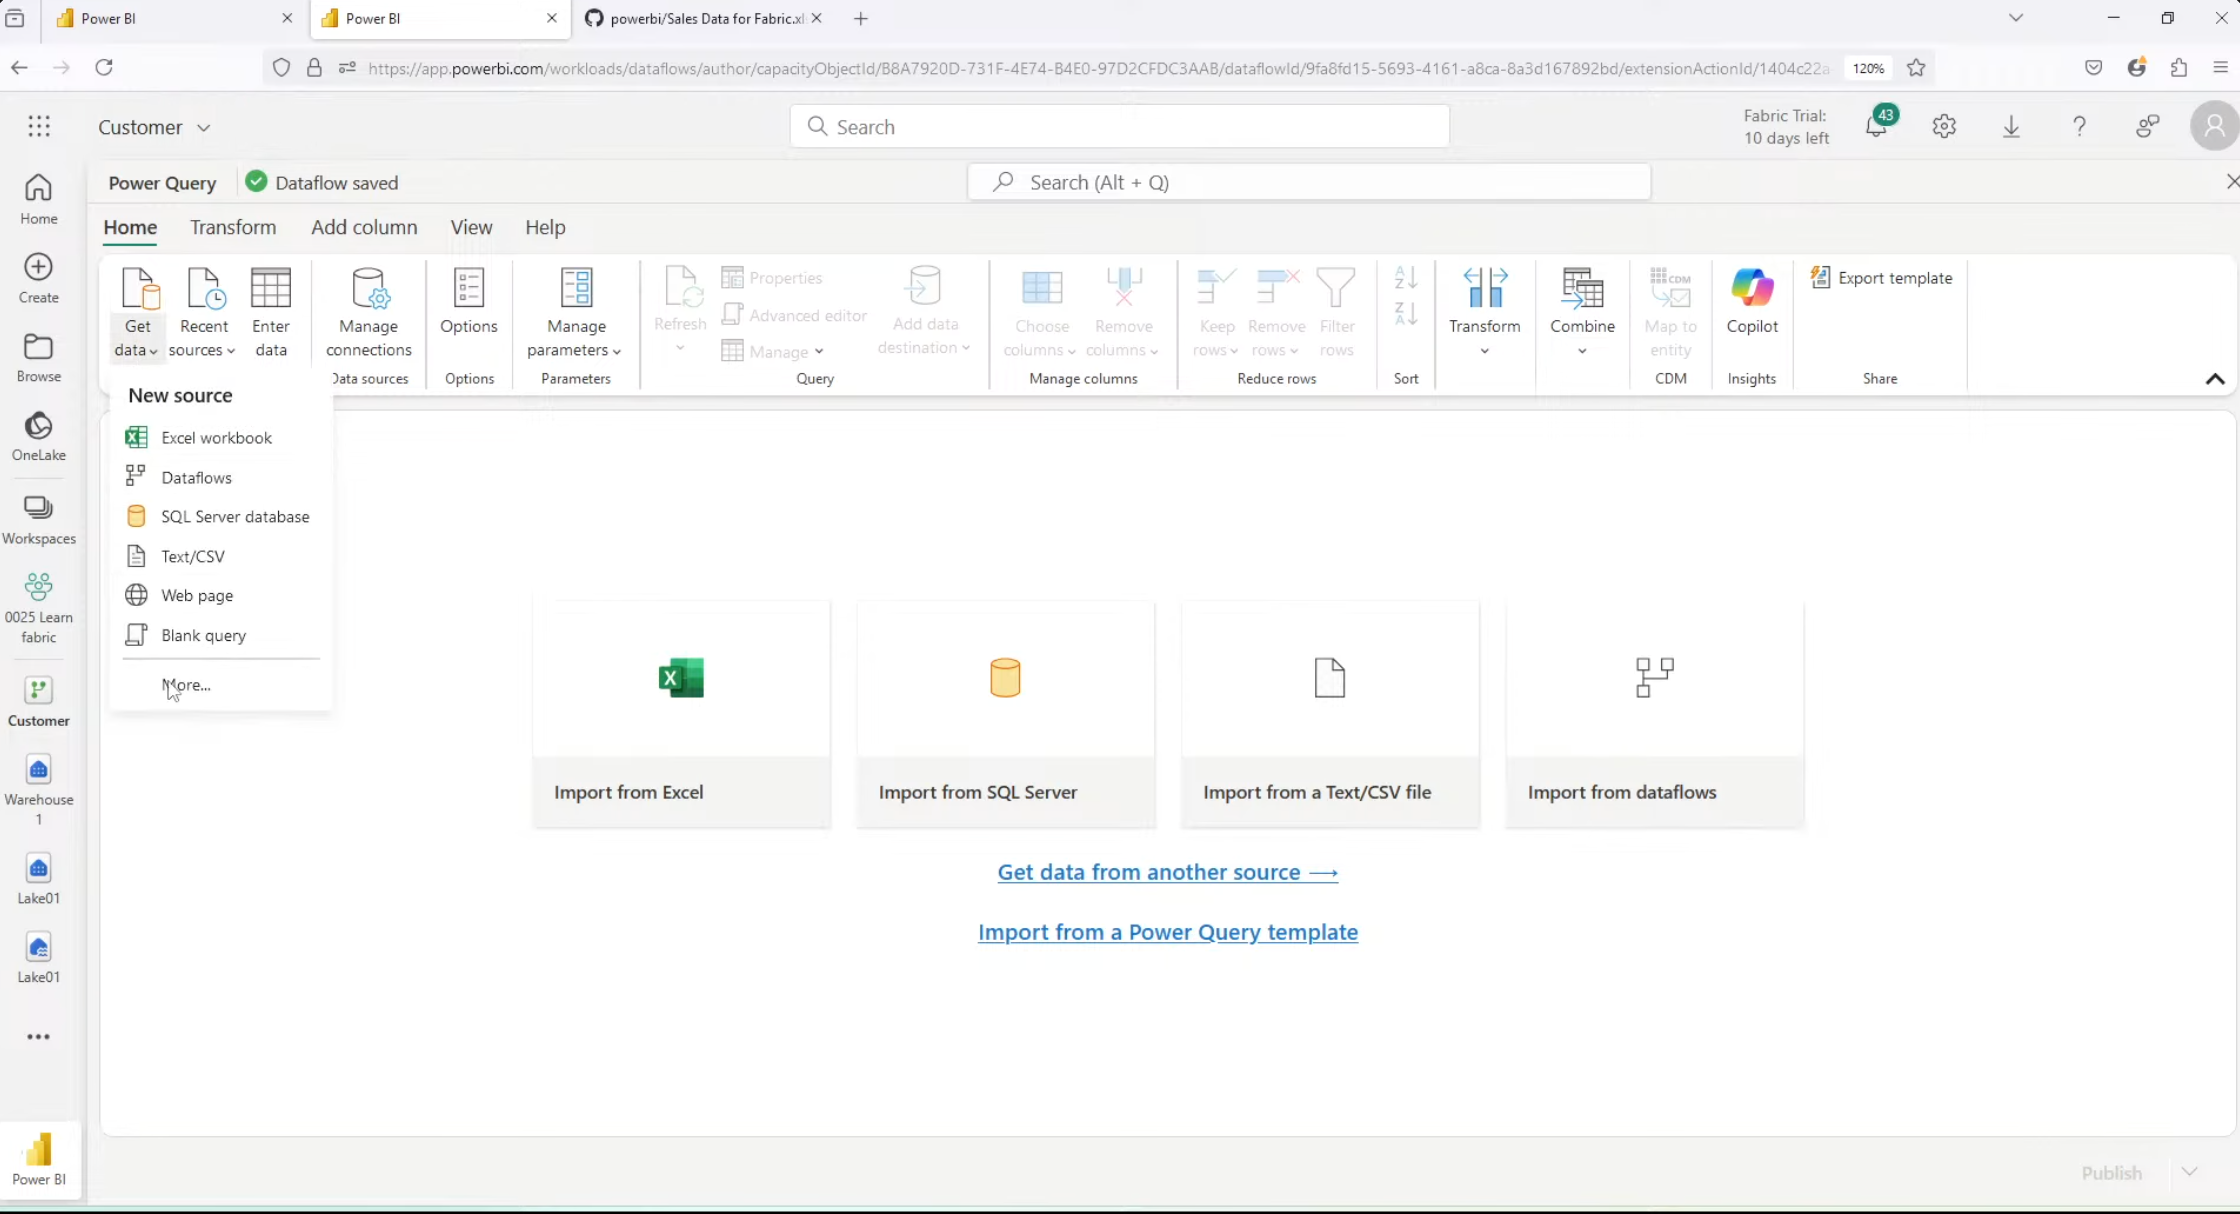 Power BI
Power BI
powerbi/Sales Data for Fabric.xl
https://app.powerbi.com/workloads/dataflows/author/capacityObjectId/B8A7920D-731F-4E74-B4E0-97D2CFDC3AAB/dataflowId/9fa8fd15-5693-4161-a8ca-8a3d167892bd/extensionActionId/1404c22a
120%
Customer
Search
Fabric Trial:
10 days left
43
Power Query
Dataflow saved
Search (Alt + Q)
Home
Transform
Add column
View
Help
Get
data
Recent
sources
Enter
data
Manage
connections
Data sources
Options
Options
Manage
parameters
Parameters
Refresh
Properties
Advanced editor
Manage
Add data
destination
Query
Choose
columns
Remove
columns
Manage columns
Keep
rows
Remove
rows
Filter
rows
Reduce rows
A
Z
Z
A
Sort
Transform
Combine
CDM
Map to
entity
CDM
Copilot
Insights
Export template
Share
New source
Excel workbook
Dataflows
SQL Server database
Text/CSV
Web page
Blank query
More...
Home
Create
Browse
OneLake
Workspaces
0025 Learn
fabric
Customer
Warehouse
1
Lake01
Lake01
Power BI
Import from Excel
Import from SQL Server
Import from a Text/CSV file
Import from dataflows
Get data from another source
Import from a Power Query template
Publish